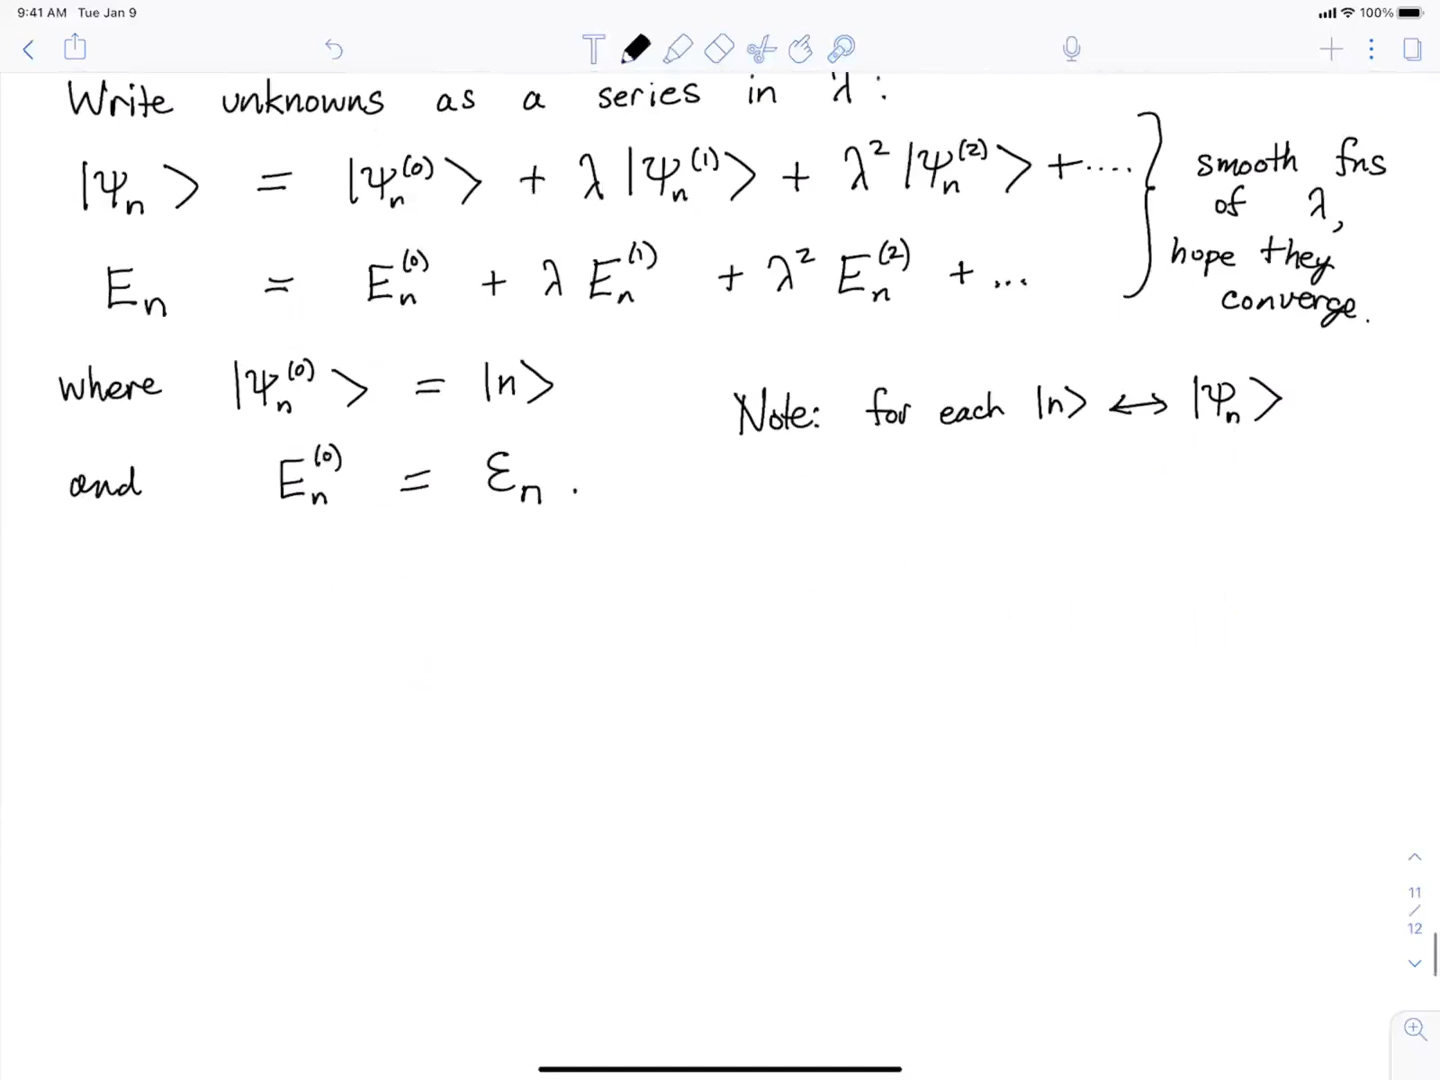 9:41 AM Tue Jan 9
100%
T
Write unknowns as a series in λ :
|Ψn⟩ = |Ψn^(0)⟩ + λ |Ψn^(1)⟩ + λ² |Ψn^(2)⟩ + ....
smooth fns
of λ,
En = En^(0) + λ En^(1) + λ² En^(2) + ...
hope they
converge.
where |Ψn^(0)⟩ = |n⟩
Note: for each |n⟩ ↔ |Ψn⟩
and En^(0) = εn .
11
/
12